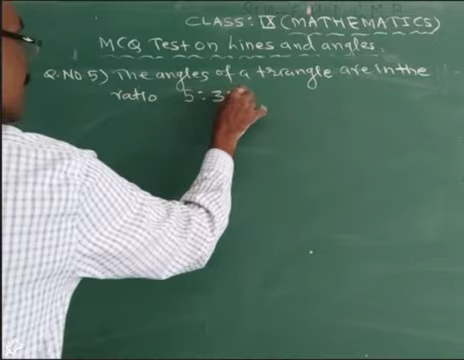 CLASS: IX (MATHEMATICS)
MCQ Test on Lines and angles.
Q.NO 5) The angles of a triangle are in the
ratio 5:3: